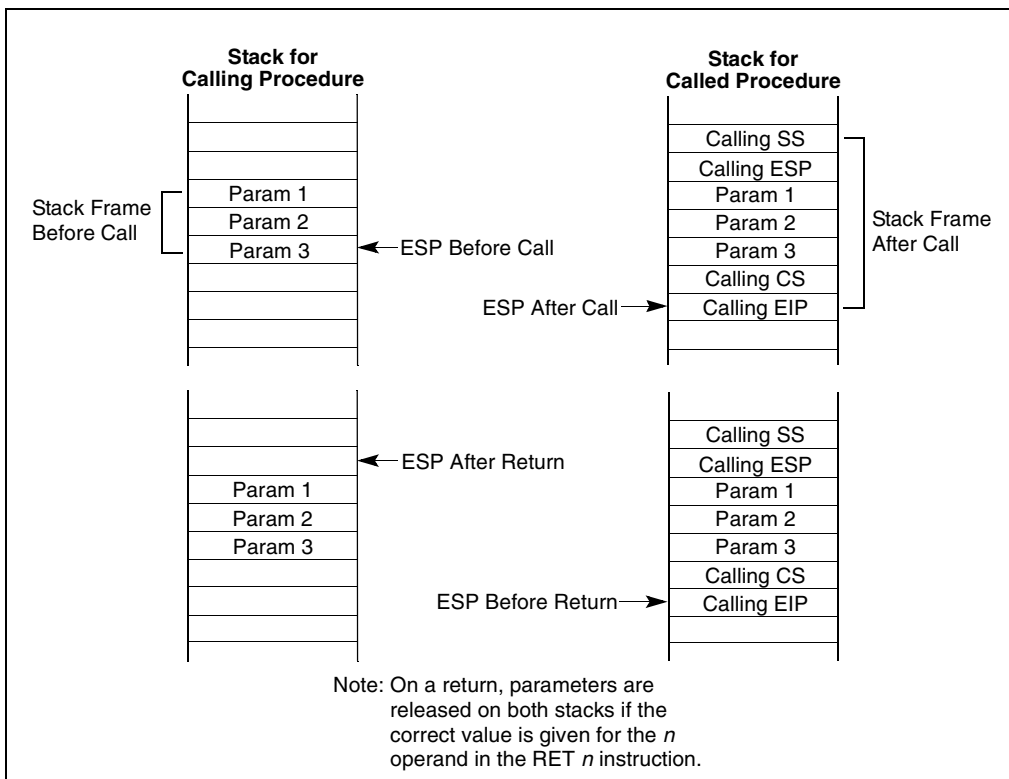 Stack for
Calling Procedure
Stack Frame
Before Call
Param 1
Param 2
Param 3
ESP Before Call
Stack for
Called Procedure
Calling SS
Calling ESP
Param 1
Param 2
Param 3
Calling CS
Calling EIP
ESP After Call
Stack Frame
After Call
ESP After Return
Param 1
Param 2
Param 3
Calling SS
Calling ESP
Param 1
Param 2
Param 3
Calling CS
Calling EIP
ESP Before Return
Note: On a return, parameters are
released on both stacks if the
correct value is given for the n
operand in the RET n instruction.